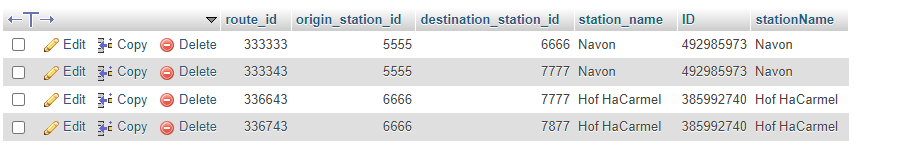 route_id origin_station_id destination_station_id station_name ID stationName
Edit Copy Delete 333333 5555 6666 Navon 492985973 Navon
Edit Copy Delete 333343 5555 7777 Navon 492985973 Navon
Edit Copy Delete 336643 6666 7777 Hof HaCarmel 385992740 Hof HaCarmel
Edit Copy Delete 336743 6666 7877 Hof HaCarmel 385992740 Hof HaCarmel